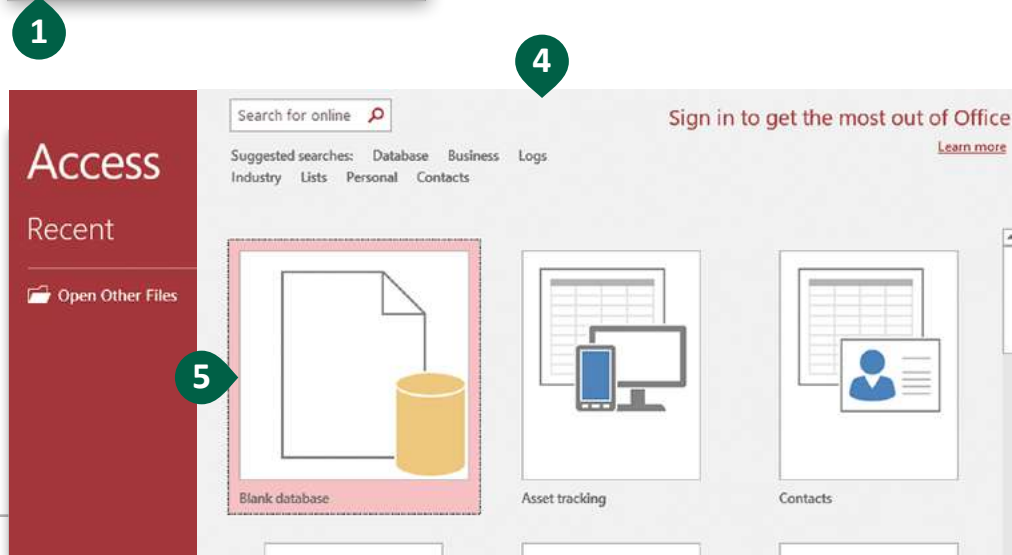 1
4
Search for online
Sign in to get the most out of Office
Learn more
Access
Suggested searches: Database Business Logs
Industry Lists Personal Contacts
Recent
Open Other Files
5
Blank database
Asset tracking
Contacts